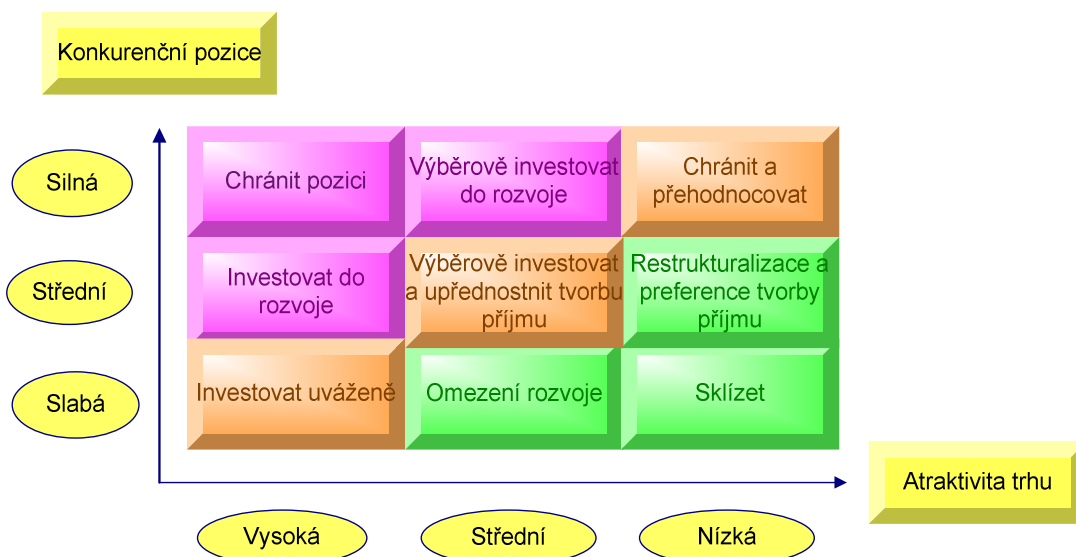 Konkurenční pozice
Silná
Chránit pozici
Výběrově investovat
do rozvoje
Chránit a
přehodnocovat
Střední
Investovat do
rozvoje
Výběrově investovat
a upřednostnit tvorbu
příjmu
Restrukturalizace a
preference tvorby
příjmu
Slabá
Investovat uváženě
Omezení rozvoje
Sklízet
Atraktivita trhu
Vysoká
Střední
Nízká